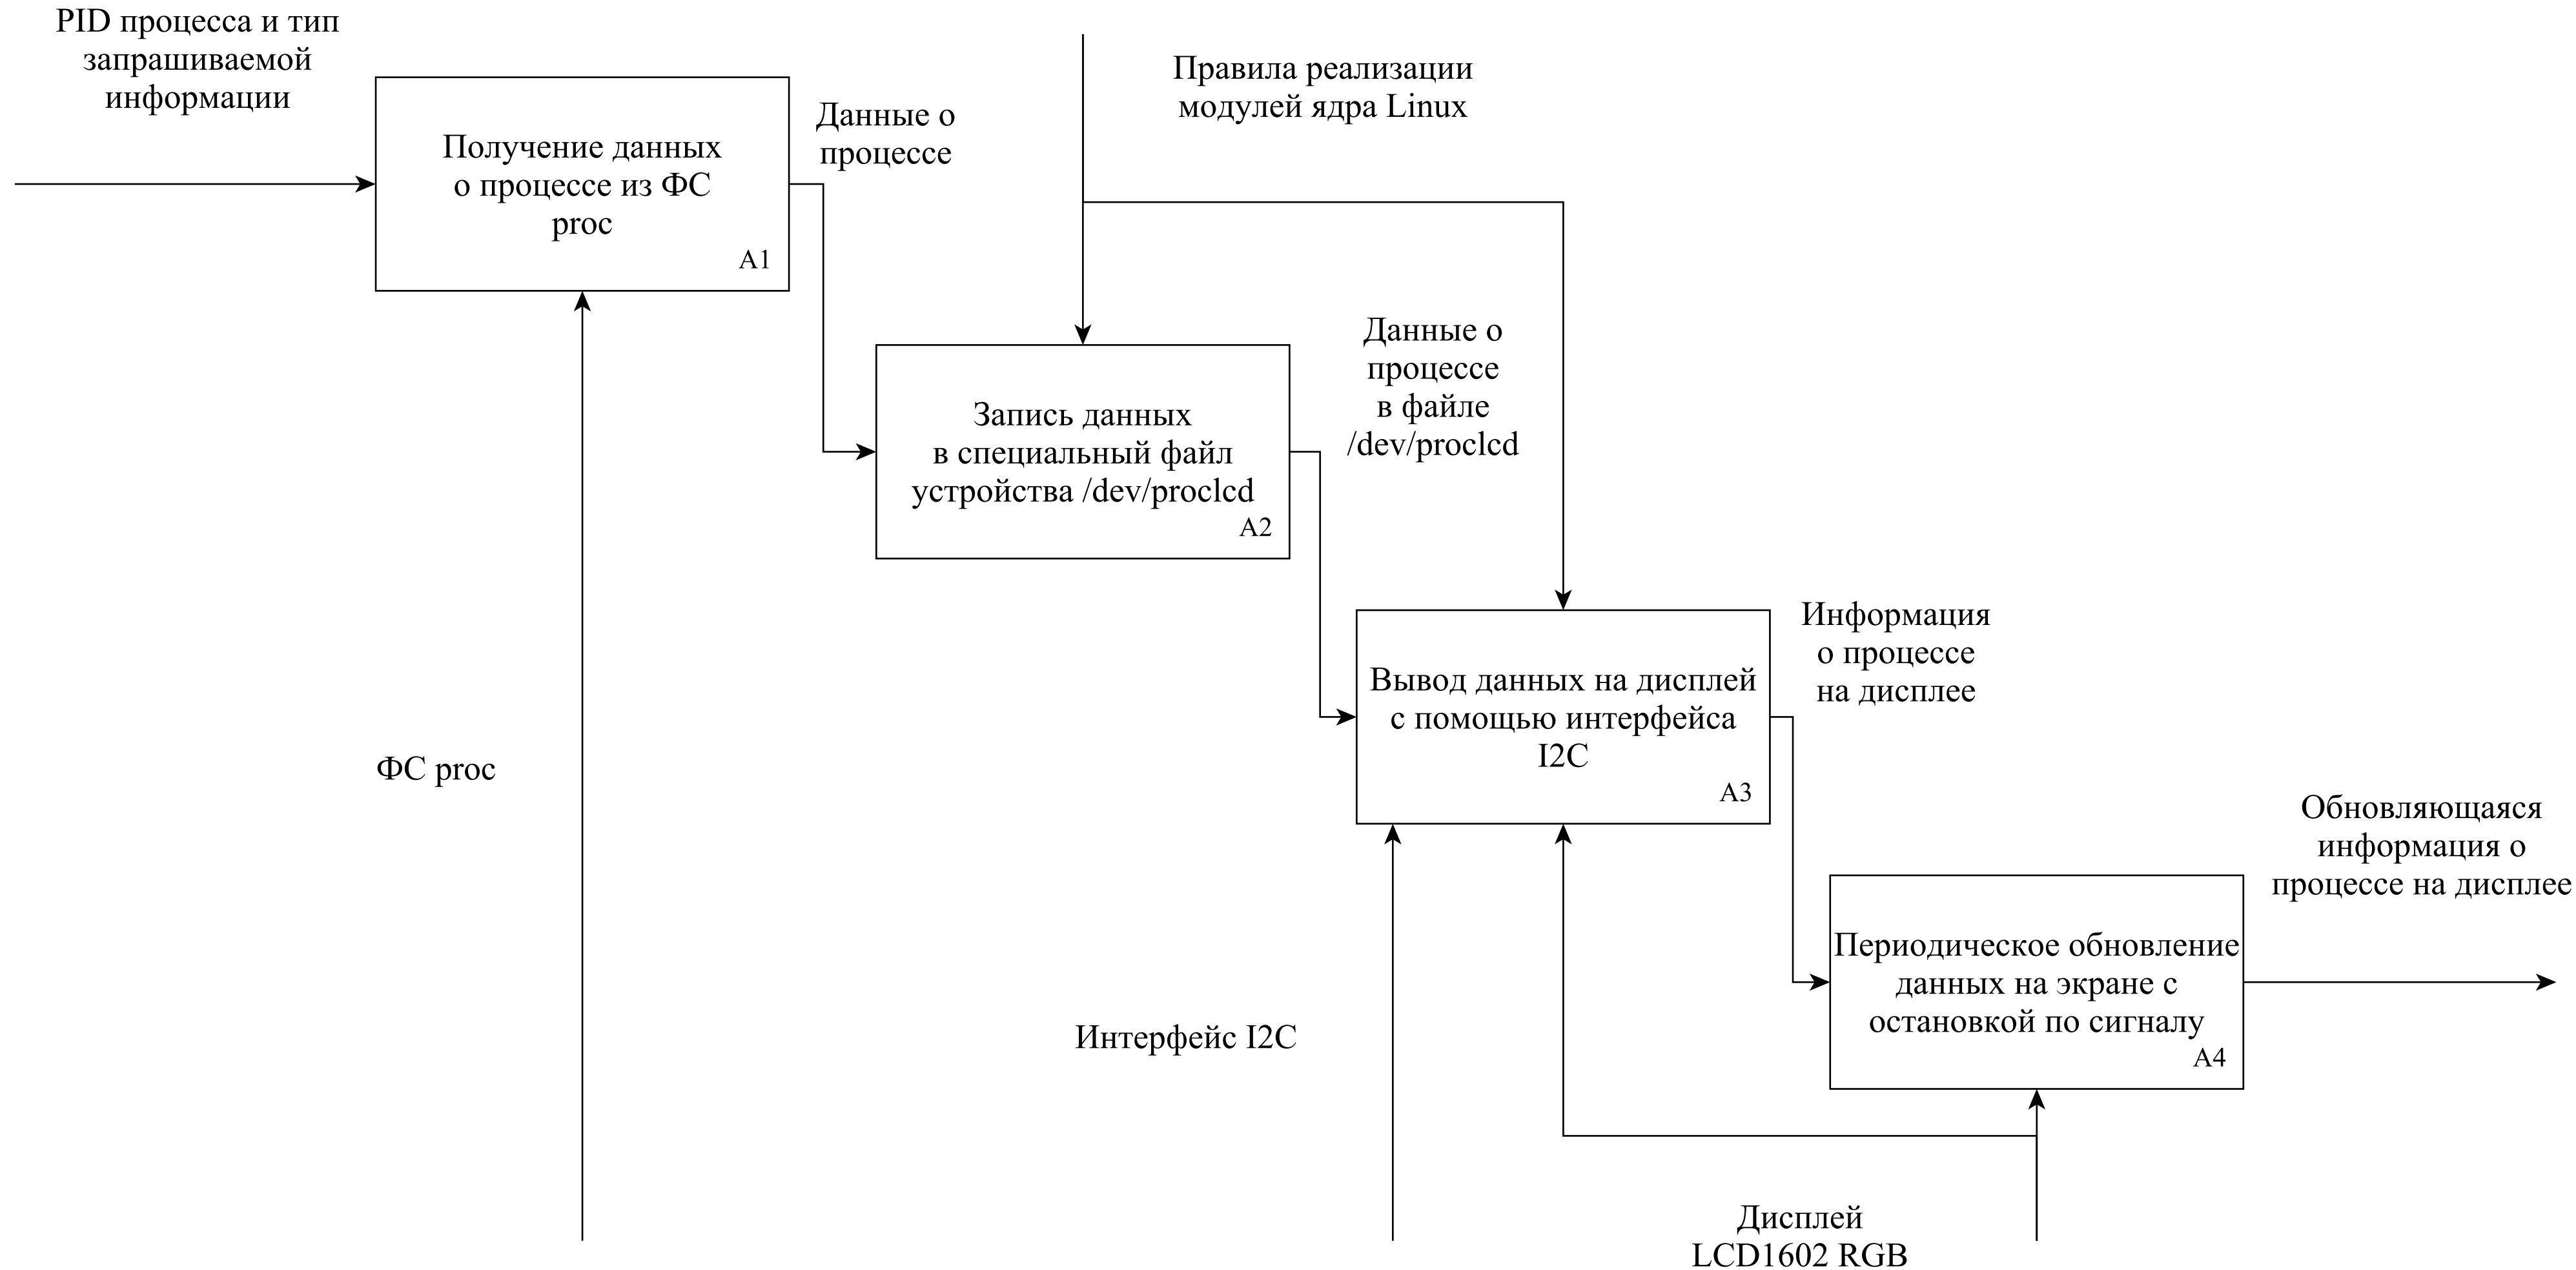 PID процесса и тип
запрашиваемой
информации
Получение данных
о процессе из ФС
proc
A1
Данные о
процессе
Правила реализации
модулей ядра Linux
Запись данных
в специальный файл
устройства /dev/proclcd
A2
Данные о
процессе
в файле
/dev/proclcd
Вывод данных на дисплей
с помощью интерфейса
I2C
A3
Информация
о процессе
на дисплее
ФС proc
Периодическое обновление
данных на экране с
остановкой по сигналу
A4
Обновляющаяся
информация о
процессе на дисплее
Интерфейс I2C
Дисплей
LCD1602 RGB